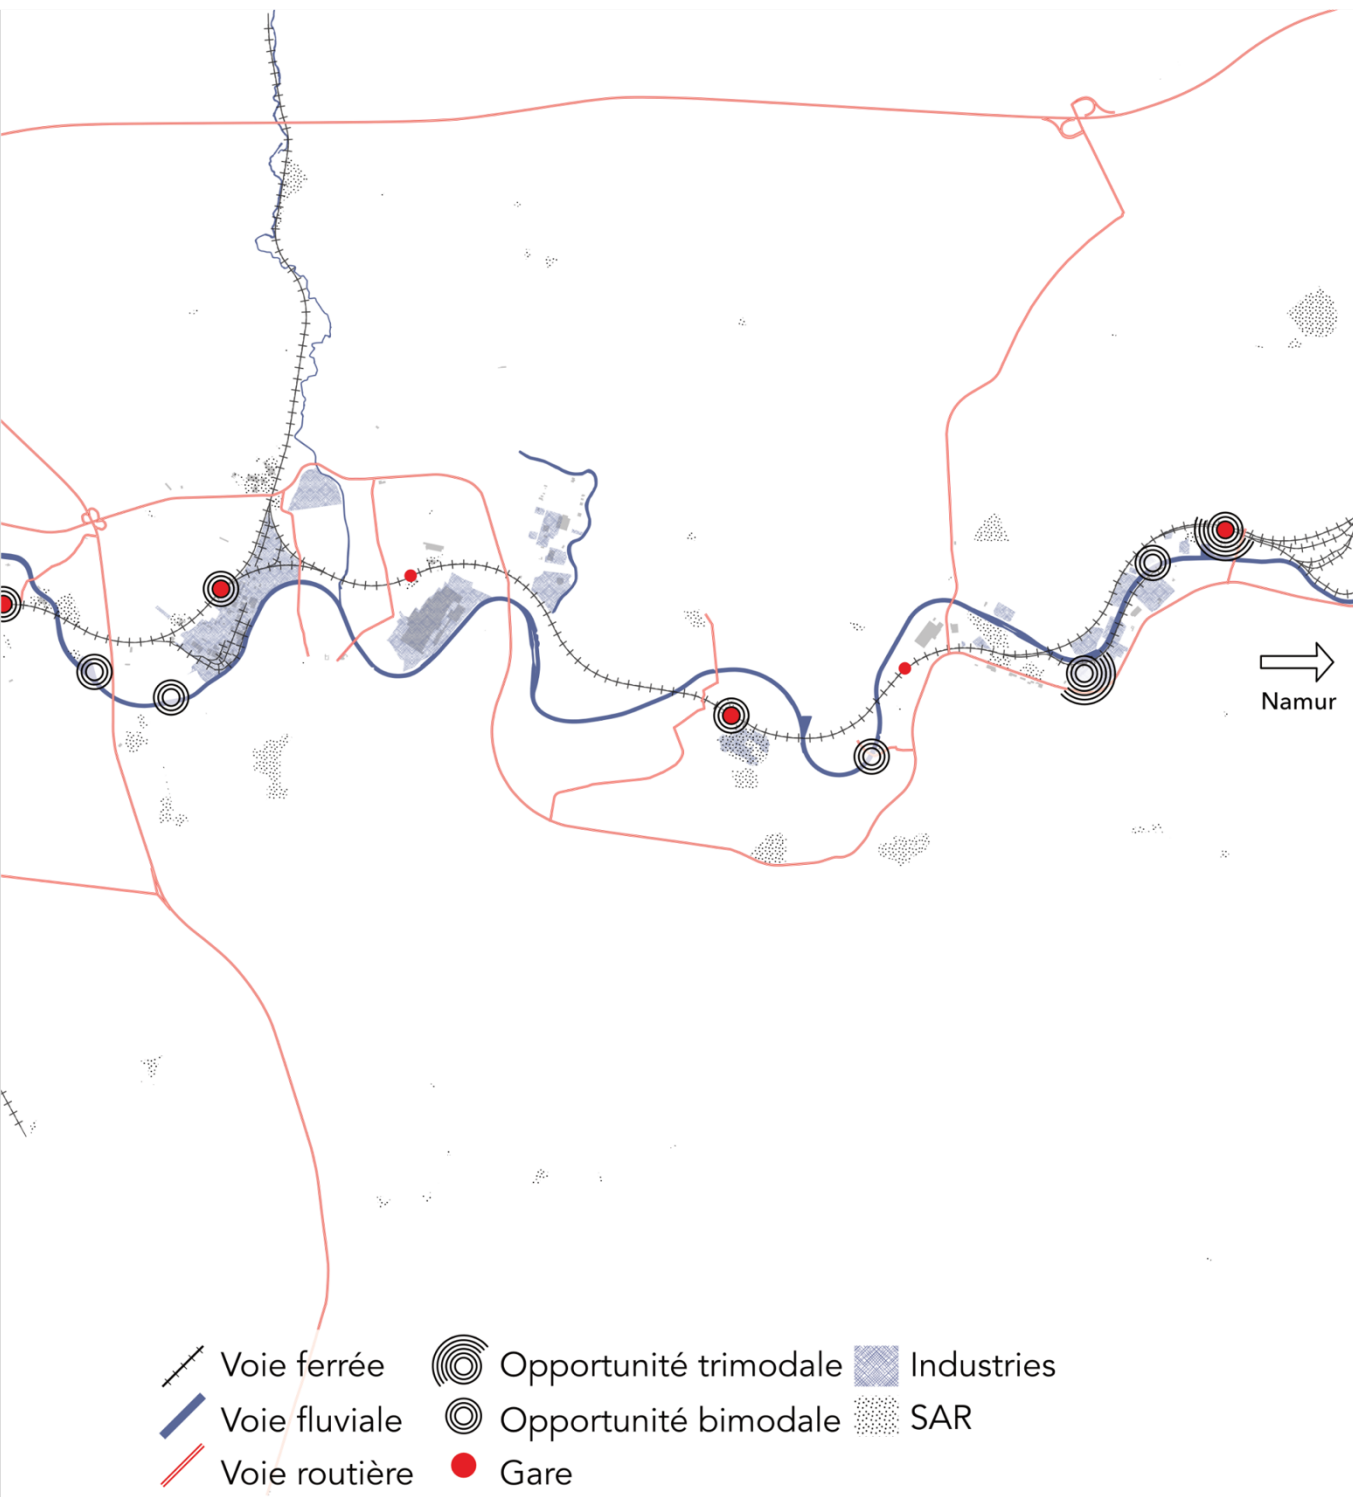 Namur
Voie ferrée
Opportunité trimodale
Industries
Voie fluviale
Opportunité bimodale
SAR
Voie routière
Gare